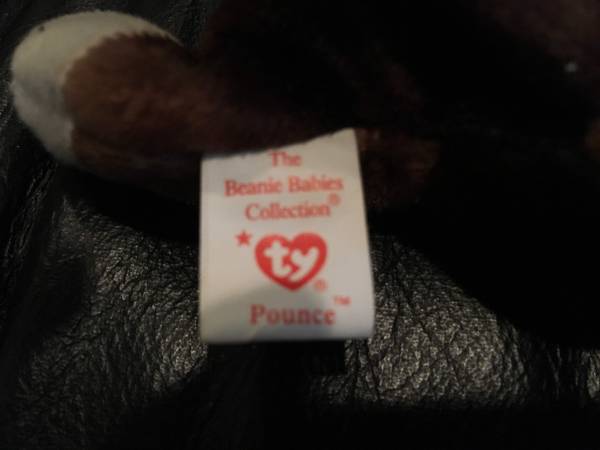 The
Beanie Babies
Collection®
★ ty®
Pounce™